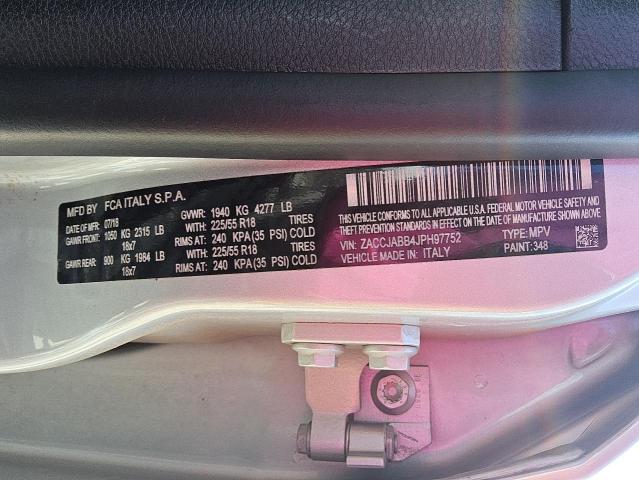 MFD BY FCA ITALY S.P.A.
DATE OF MFR 07/18 GVWR: 1940 KG 4277 LB
GAWR FRONT: 1050 KG 2315 LB WITH: 225/55 R18 TIRES
18x7 RIMS AT: 240 KPA(35 PSI) COLD
GAWR REAR: 900 KG 1984 LB WITH: 225/55 R18 TIRES
18x7 RIMS AT: 240 KPA(35 PSI) COLD
THIS VEHICLE CONFORMS TO ALL APPLICABLE U.S.A. FEDERAL MOTOR VEHICLE SAFETY AND
THEFT PREVENTION STANDARDS IN EFFECT ON THE DATE OF MANUFACTURE SHOWN ABOVE
VIN: ZACCJABB4JPH97752 TYPE: MPV
VEHICLE MADE IN: ITALY PAINT: 348